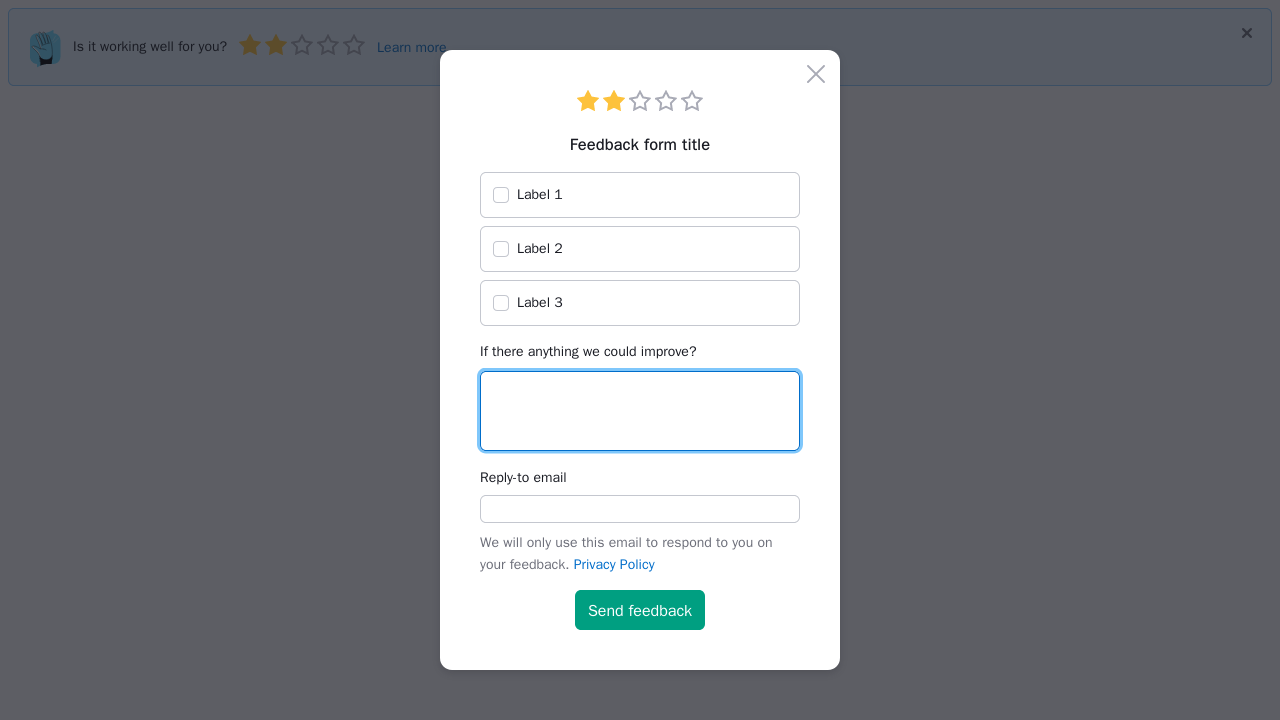 Is it working well for you? Learn more
Feedback form title
Label 1
Label 2
Label 3
If there anything we could improve?
Reply-to email
We will only use this email to respond to you on
your feedback. Privacy Policy
Send feedback